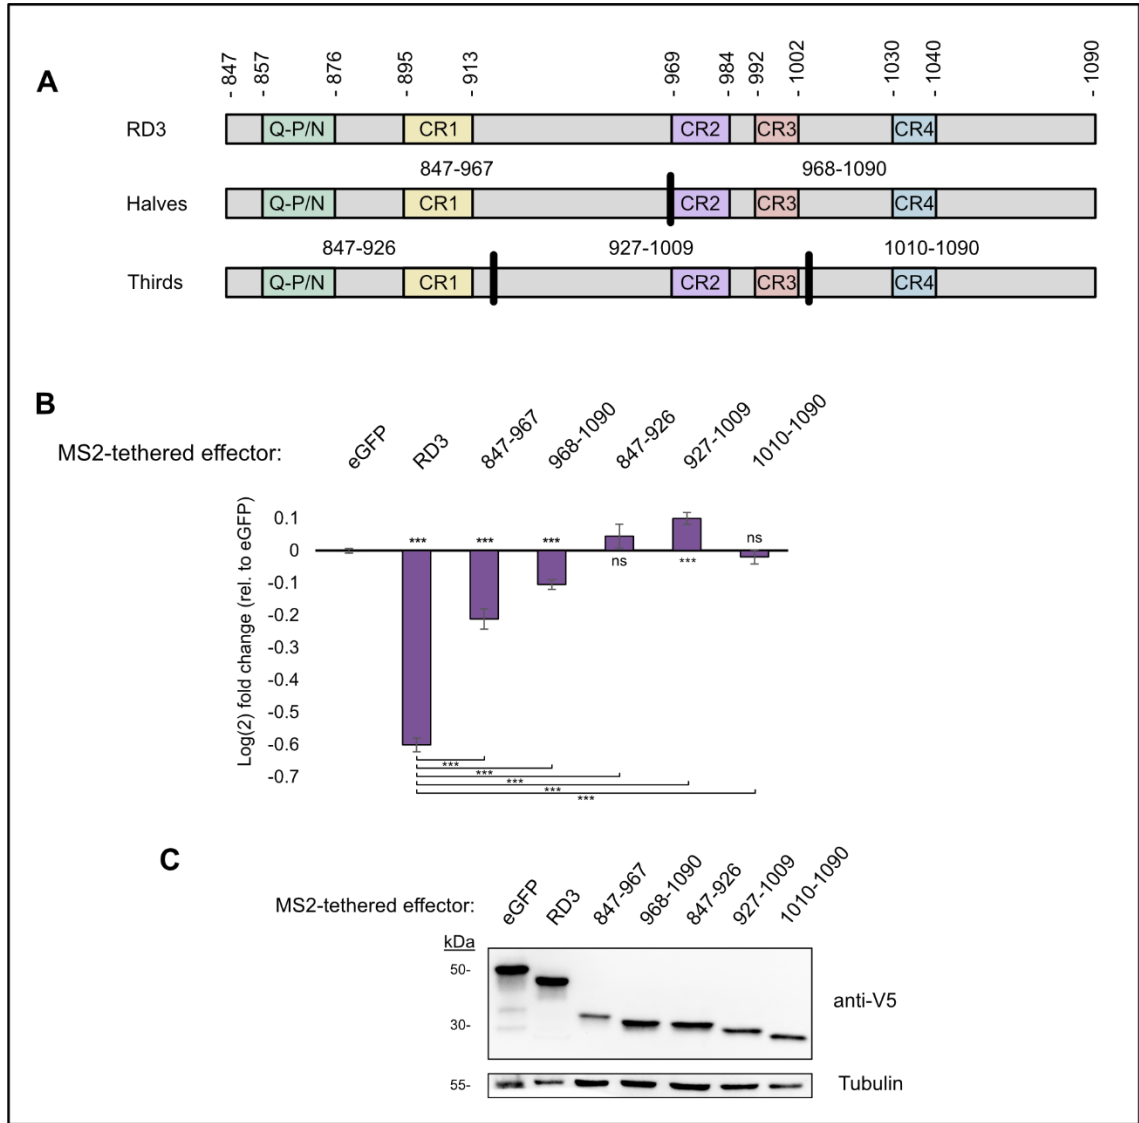 A
847 857 876 895 913 969 984 992 1002 1030 1040 1090
RD3 Q-P/N CR1 CR2 CR3 CR4
847-967 968-1090
Halves Q-P/N CR1 CR2 CR3 CR4
847-926 927-1009 1010-1090
Thirds Q-P/N CR1 CR2 CR3 CR4
B
MS2-tethered effector: eGFP RD3 847-967 968-1090 847-926 927-1009 1010-1090
Log(2) fold change (rel. to eGFP)
0.1
0
-0.1
-0.2
-0.3
-0.4
-0.5
-0.6
-0.7
*** *** *** ns *** ns
***
***
***
***
***
C
MS2-tethered effector: eGFP RD3 847-967 968-1090 847-926 927-1009 1010-1090
kDa
50-
30-
anti-V5
55-
Tubulin